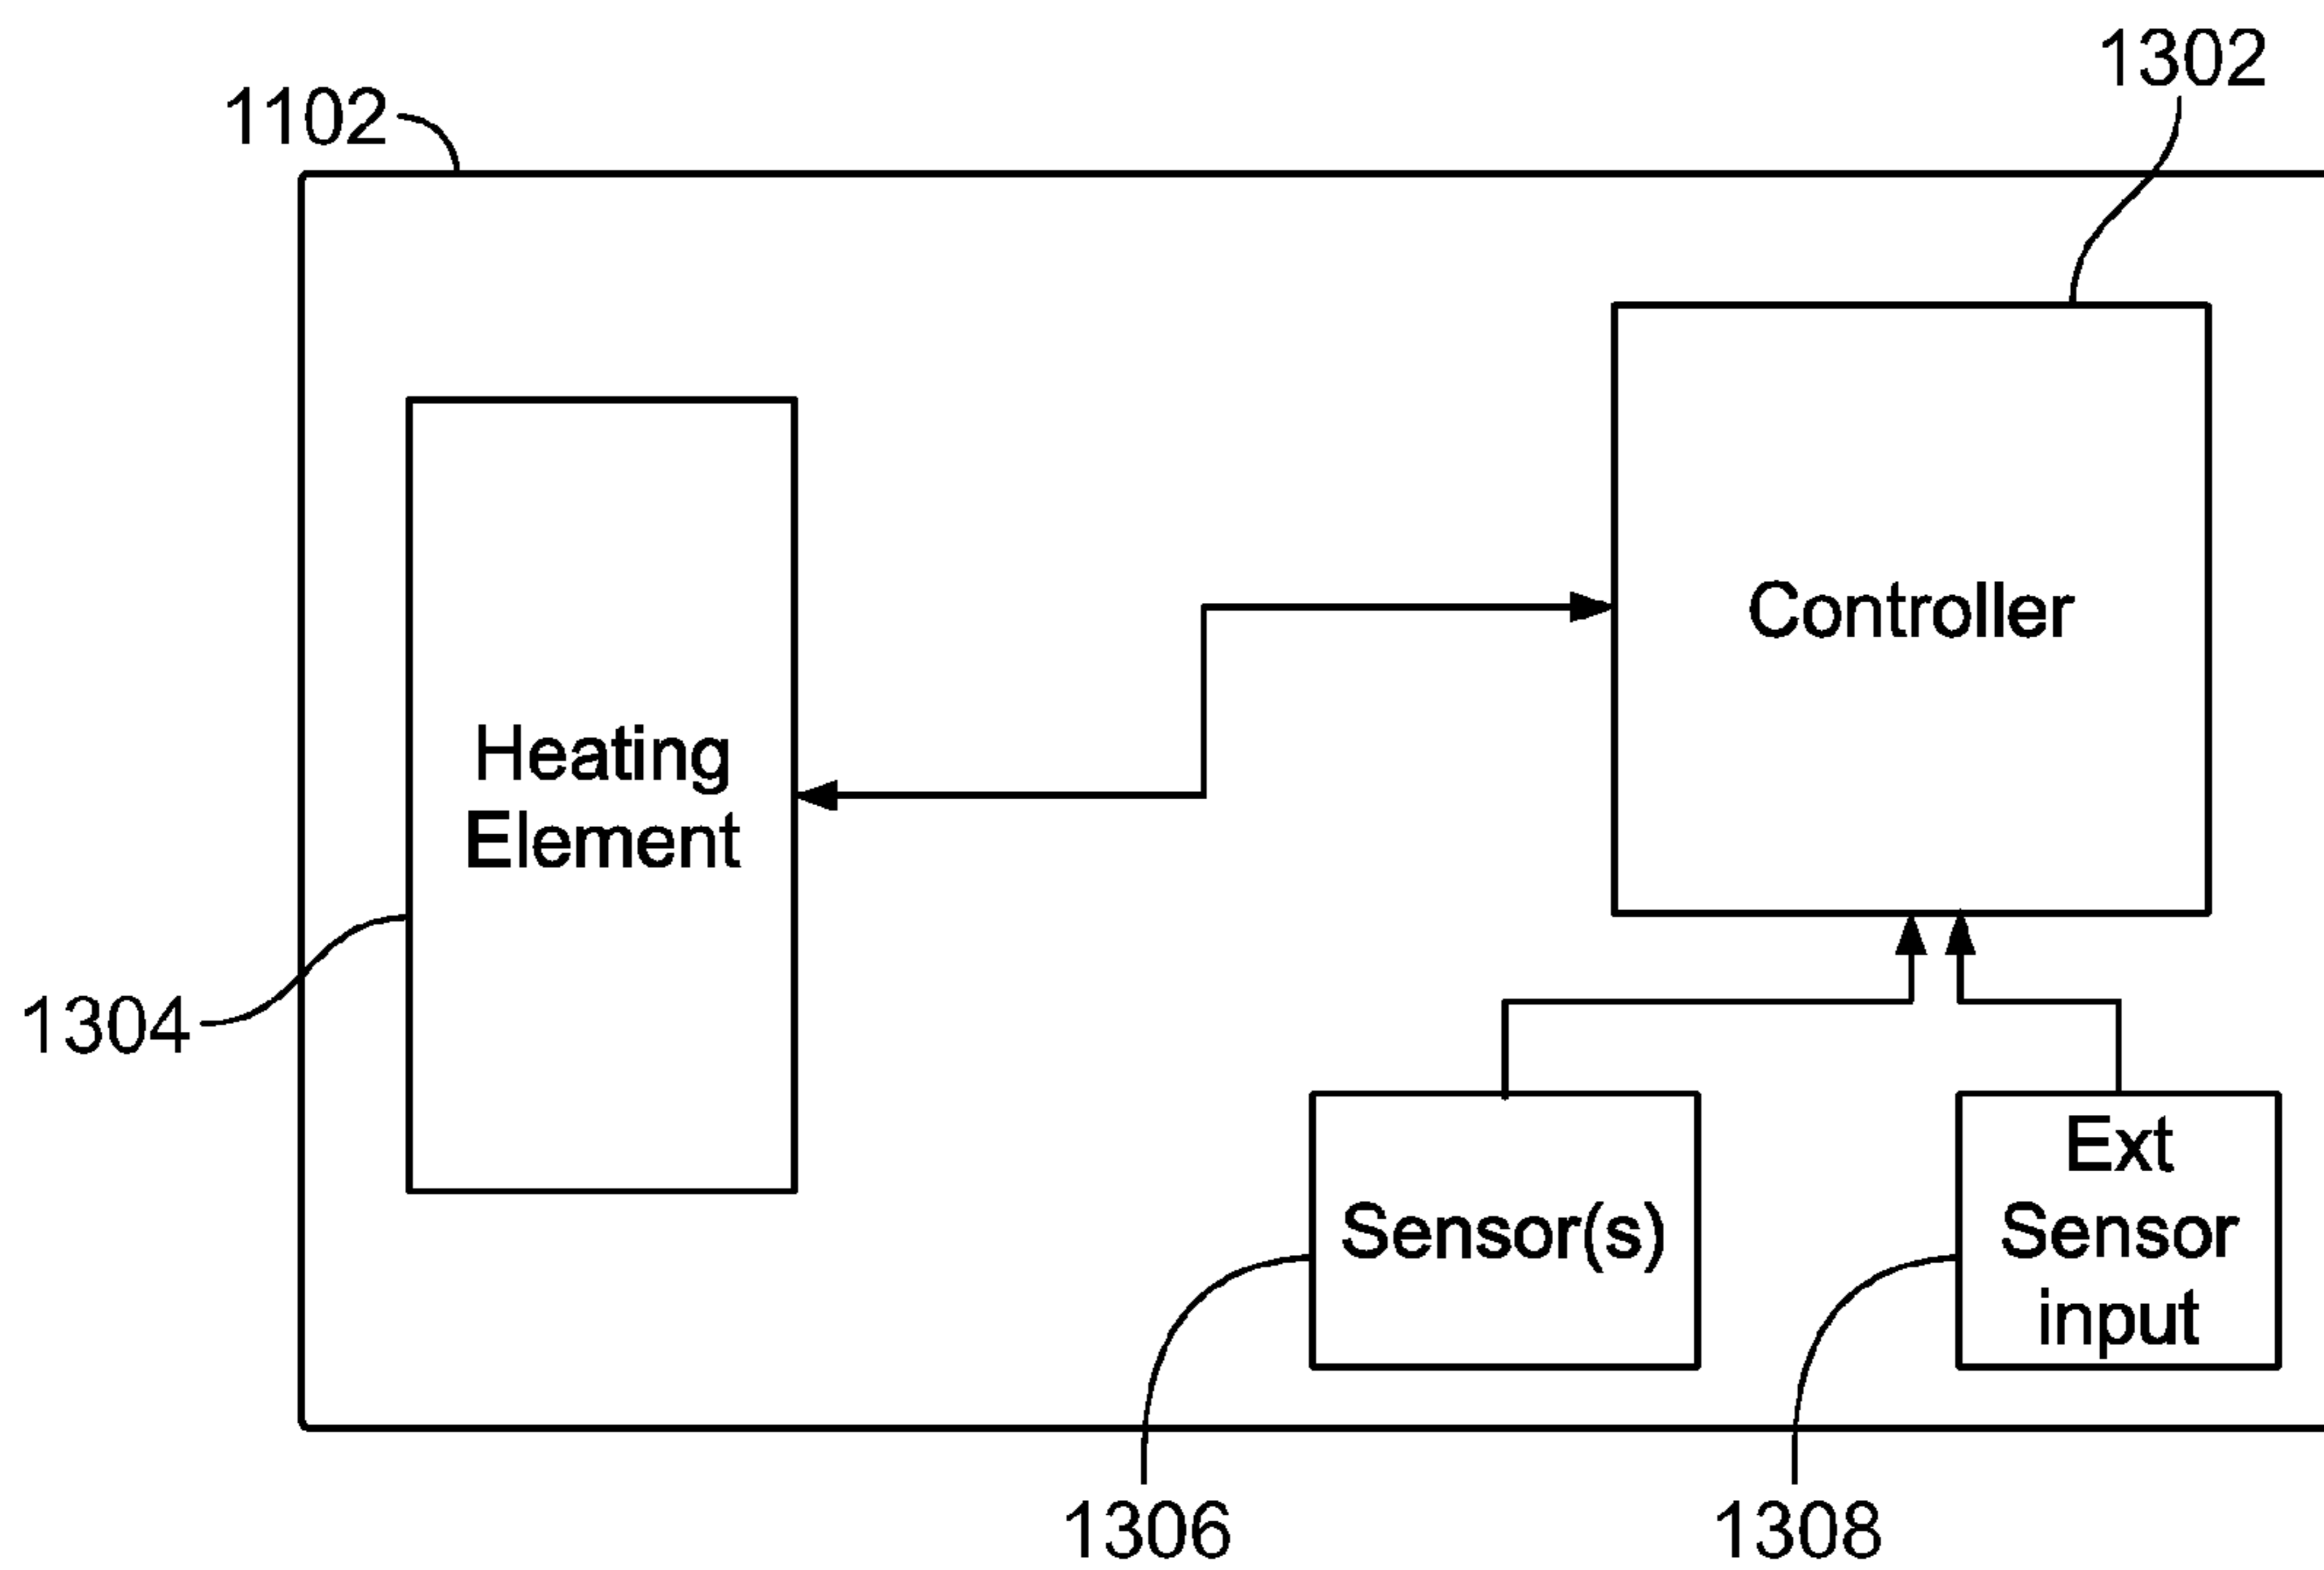 1302
1102
Controller
Heating
Element
1304
Ext
Sensor(s)
Sensor
input
1306
1308